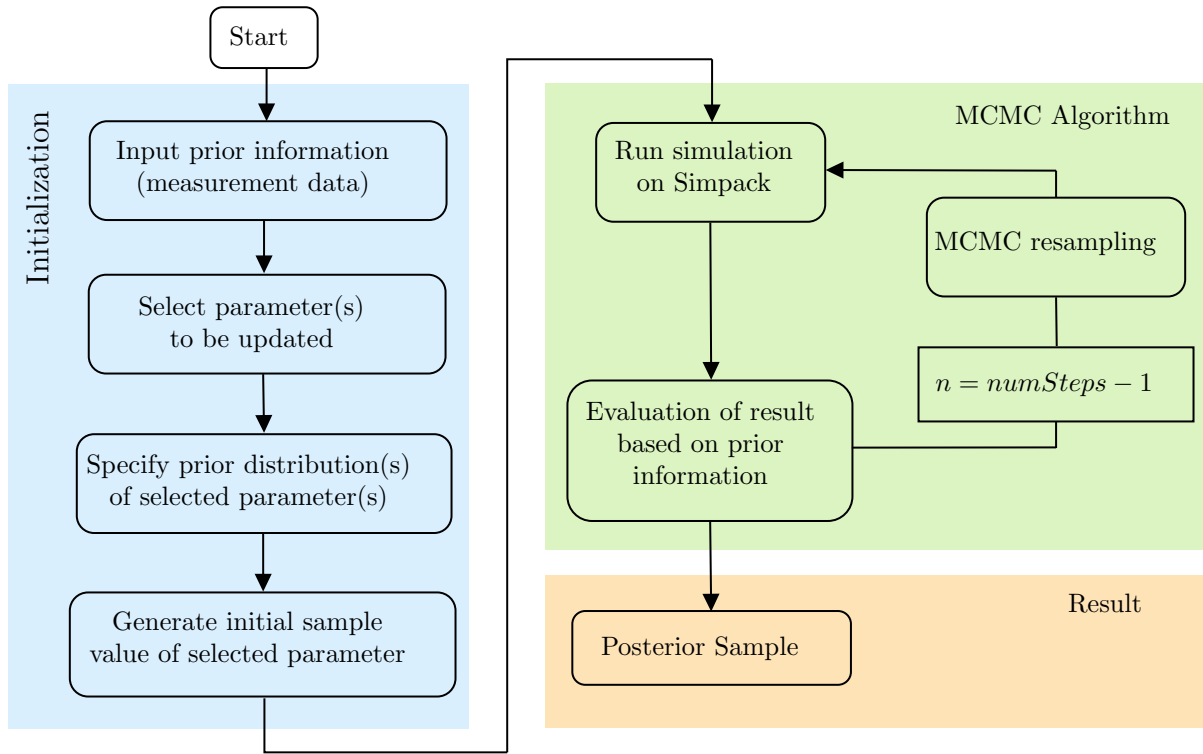 Start
Initialization
Input prior information
(measurement data)
Select parameter(s)
to be updated
Specify prior distribution(s)
of selected parameter(s)
Generate initial sample
value of selected parameter
MCMC Algorithm
Run simulation
on Simpack
MCMC resampling
n = numSteps − 1
Evaluation of result
based on prior
information
Result
Posterior Sample